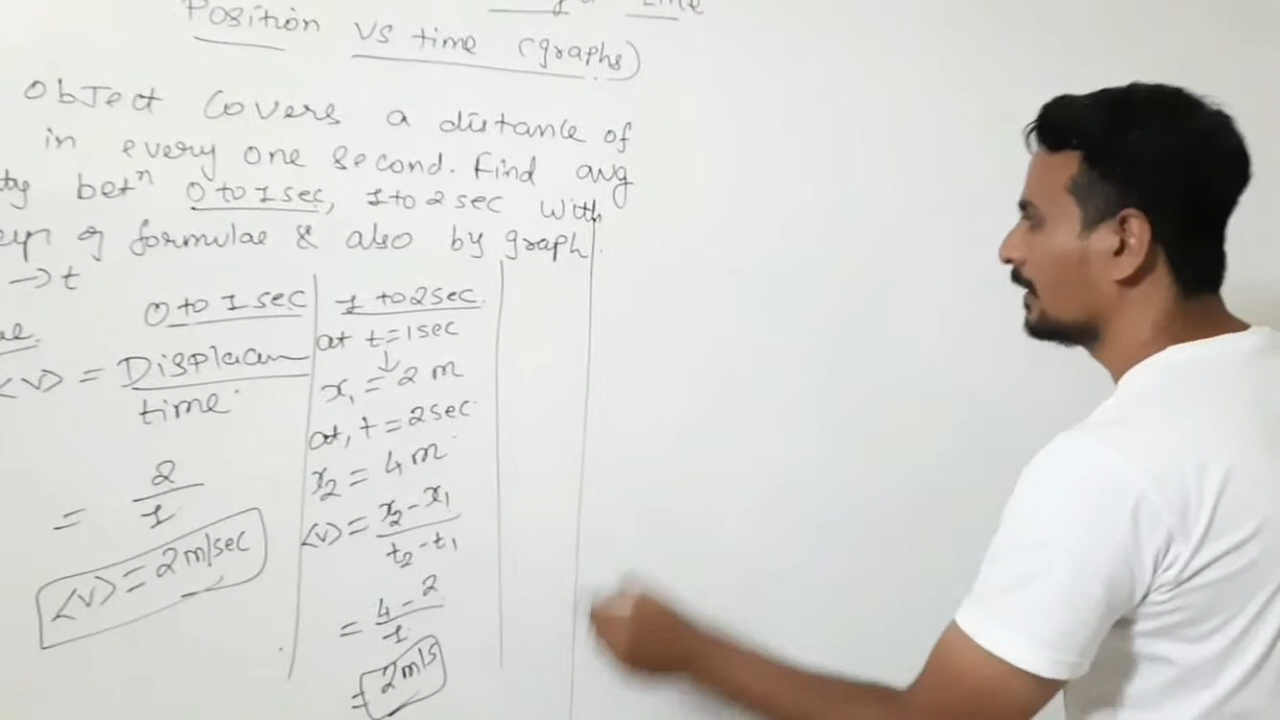 Line
Position vs time (graphs)
Object covers a distance of
in every one second. Find avg
ty betⁿ 0 to 1 sec, 1 to 2 sec with
of formulae & also by graph.
→ t
0 to 1 sec
1 to 2 sec.
<v> = Displacem
time
= 2
1
<v> = 2 m/sec
at t = 1 sec
↓
x₁ = 2 m
at, t = 2 sec
x₂ = 4 m
<v> = x₂ - x₁
t₂ - t₁
= 4 - 2
1
= 2 m/s